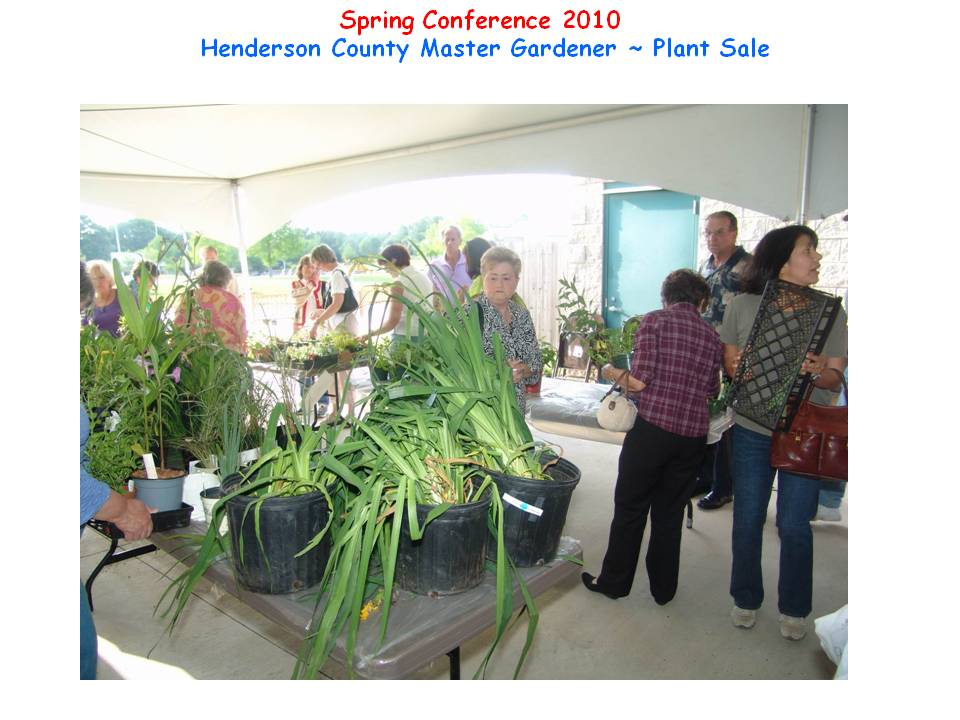 Spring Conference 2010
Henderson County Master Gardener ~ Plant Sale